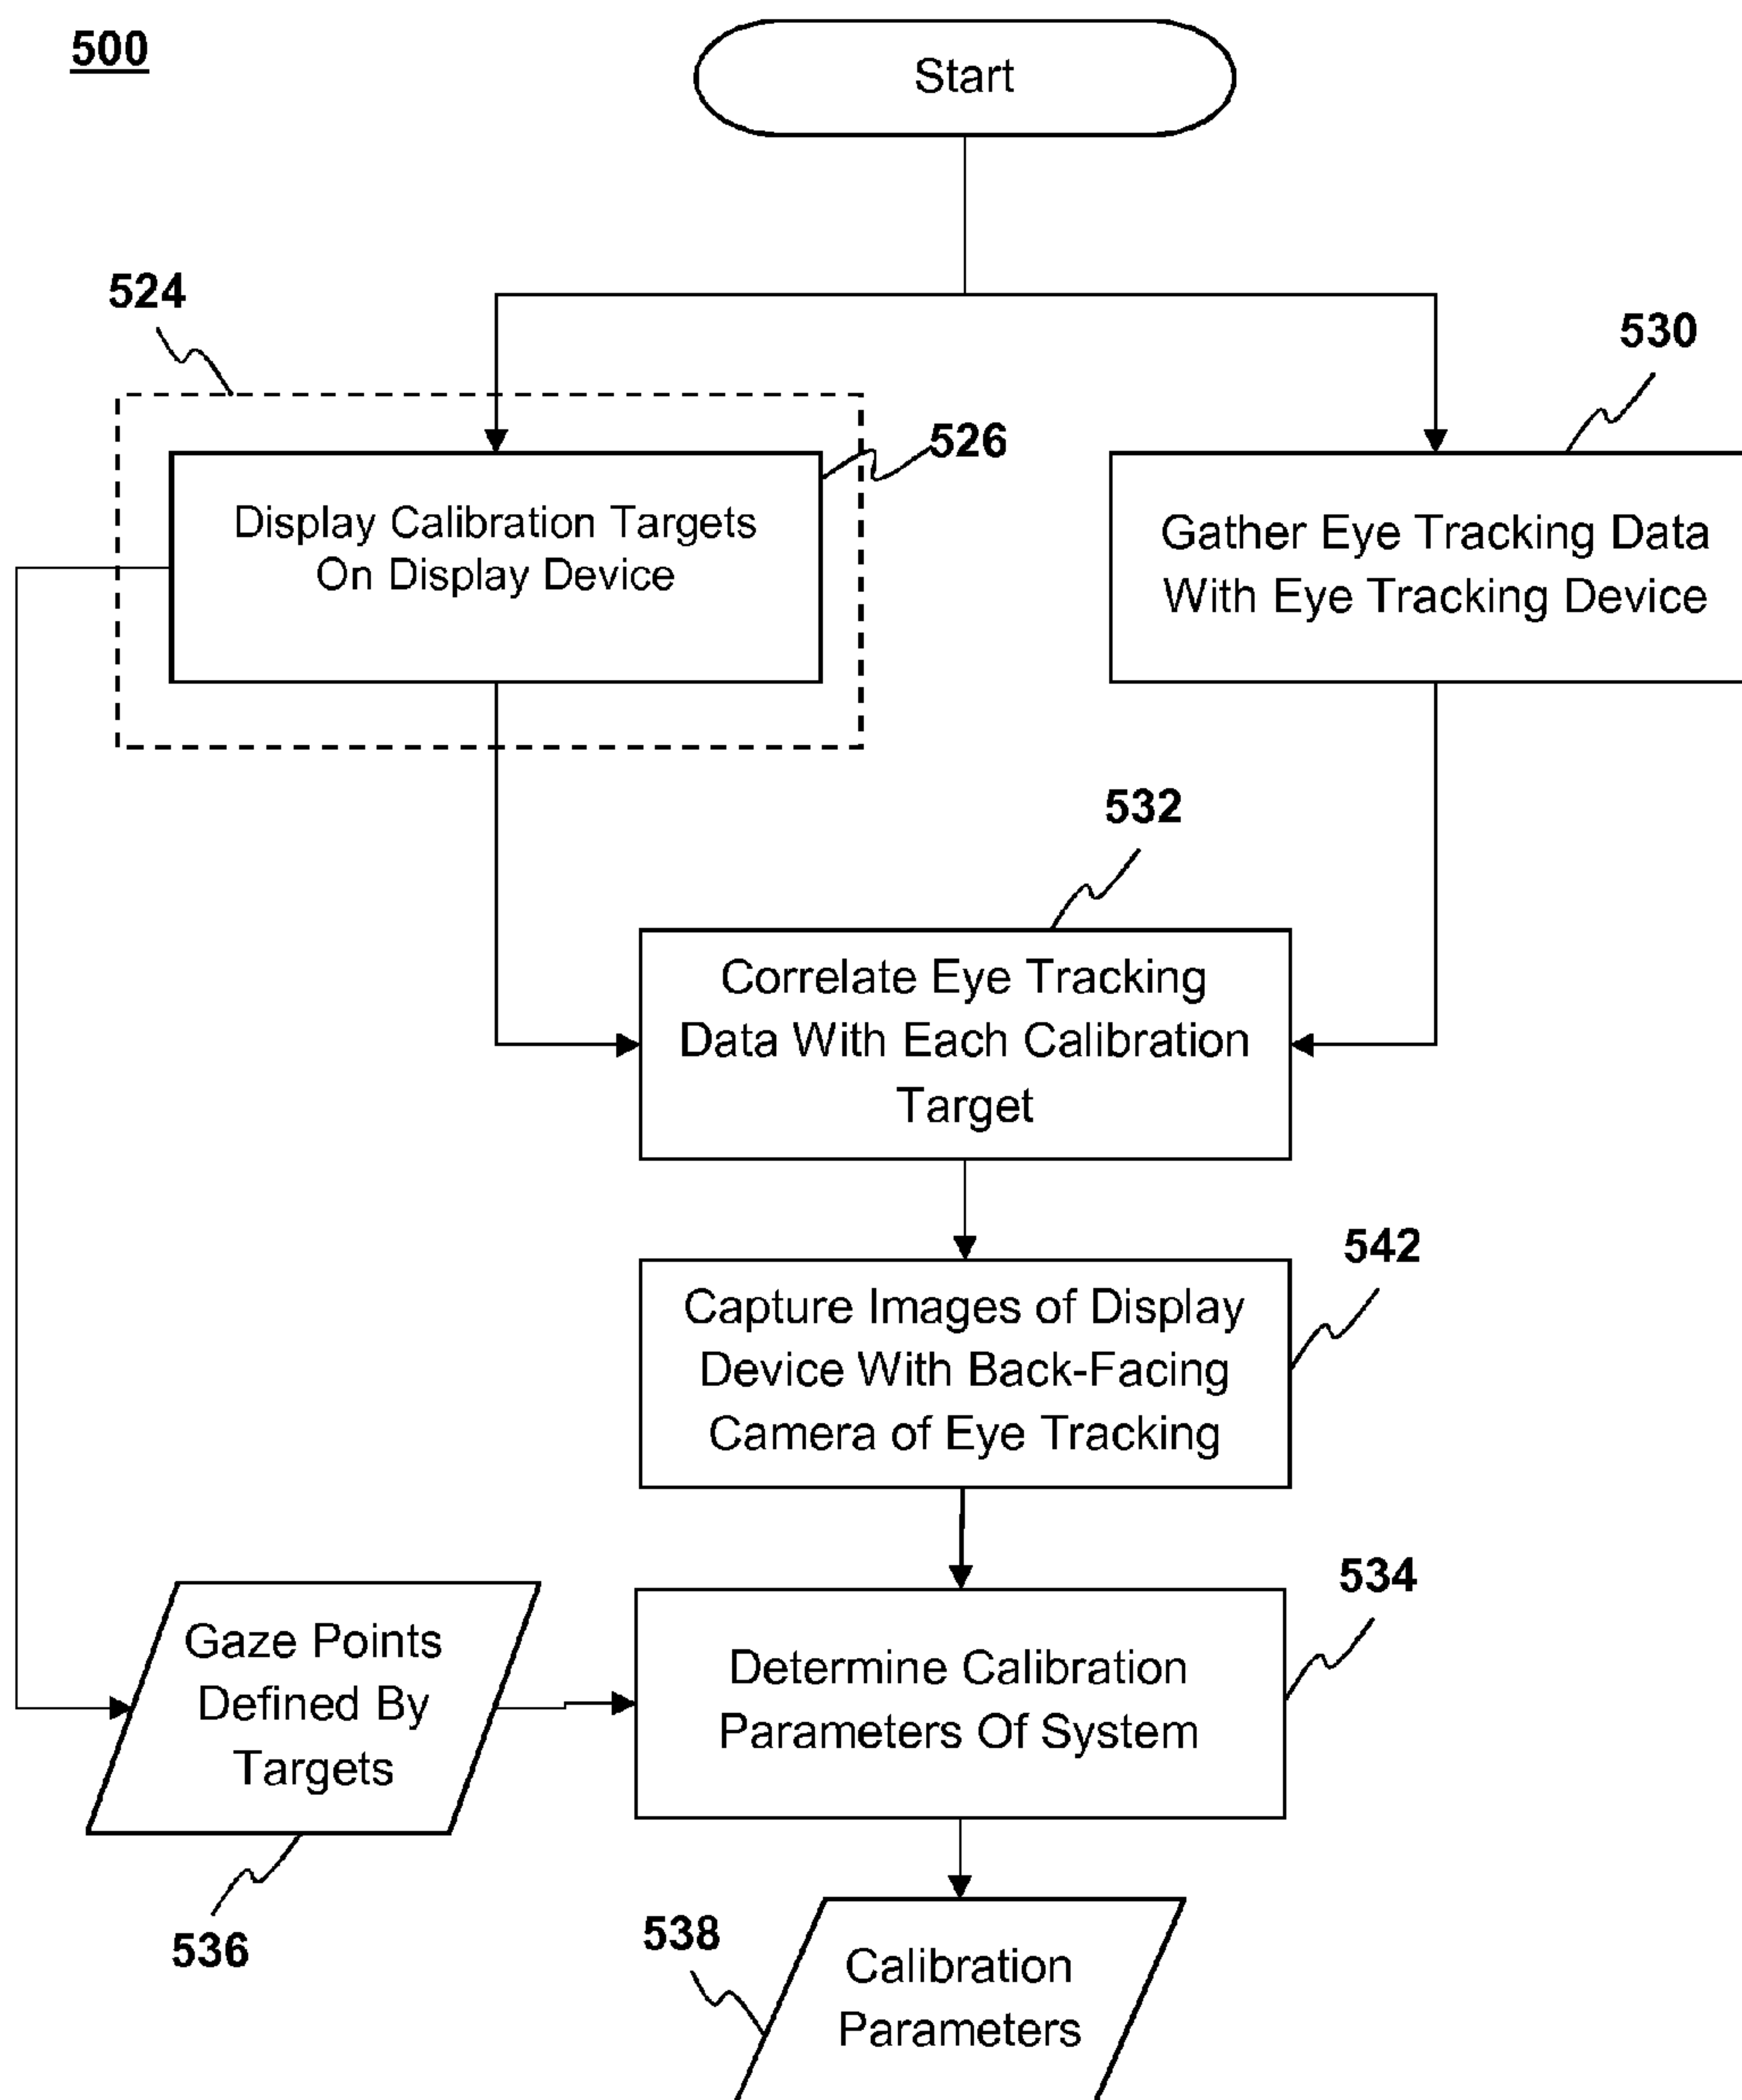 500
Start
524
530
526
Display Calibration Targets
On Display Device
Gather Eye Tracking Data
With Eye Tracking Device
532
Correlate Eye Tracking
Data With Each Calibration
Target
542
Capture Images of Display
Device With Back-Facing
Camera of Eye Tracking
534
Gaze Points
Defined By
Targets
Determine Calibration
Parameters Of System
536
538
Calibration
Parameters